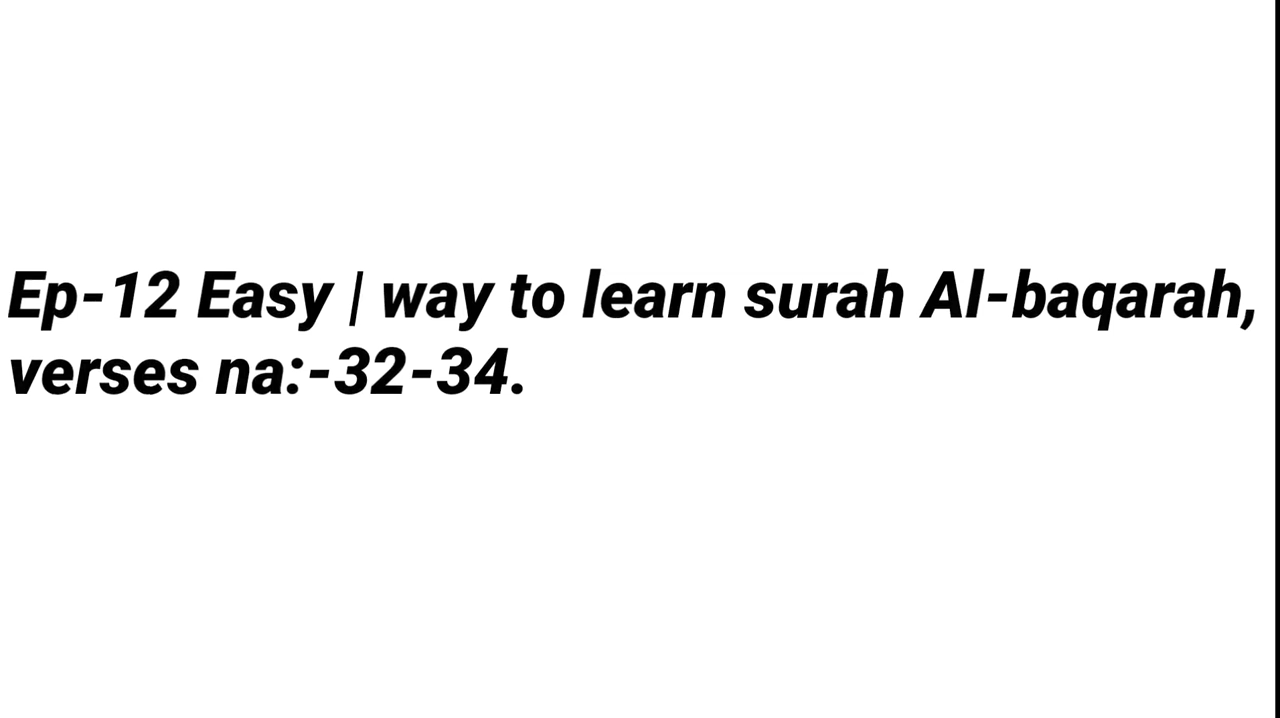 Ep-12 Easy | way to learn surah Al-baqarah,
verses na:-32-34.